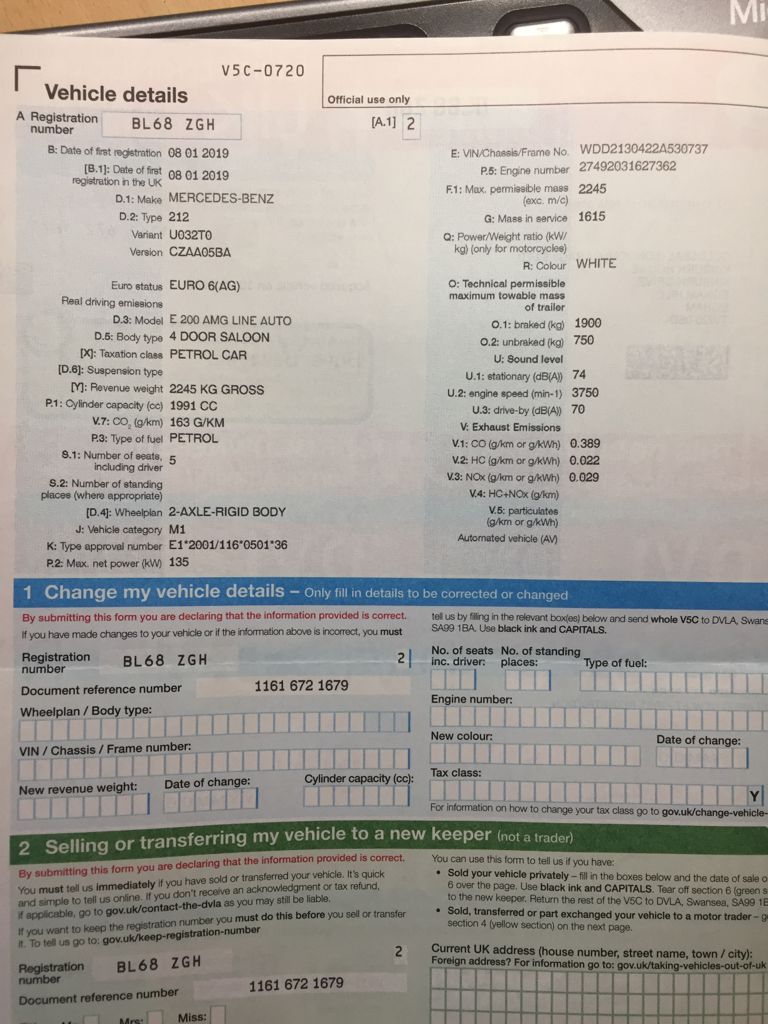 Mi
V5C-0720
Vehicle details
Official use only
A Registration number BL68 ZGH
[A.1] 2
B: Date of first registration 08 01 2019
[B.1]: Date of first registration in the UK 08 01 2019
D.1: Make MERCEDES-BENZ
D.2: Type 212
Variant U032T0
Version CZAA05BA
Euro status EURO 6(AG)
Real driving emissions
D.3: Model E 200 AMG LINE AUTO
D.5: Body type 4 DOOR SALOON
[X]: Taxation class PETROL CAR
[D.6]: Suspension type
[Y]: Revenue weight 2245 KG GROSS
P.1: Cylinder capacity (cc) 1991 CC
V.7: CO2 (g/km) 163 G/KM
P.3: Type of fuel PETROL
S.1: Number of seats, including driver 5
S.2: Number of standing places (where appropriate)
[D.4]: Wheelplan 2-AXLE-RIGID BODY
J: Vehicle category M1
K: Type approval number E1*2001/116*0501*36
P.2: Max. net power (kW) 135
E: VIN/Chassis/Frame No. WDD2130422A530737
P.5: Engine number 27492031627362
F.1: Max. permissible mass (exc. m/c) 2245
G: Mass in service 1615
Q: Power/Weight ratio (kW/kg) (only for motorcycles)
R: Colour WHITE
O: Technical permissible maximum towable mass of trailer
O.1: braked (kg) 1900
O.2: unbraked (kg) 750
U: Sound level
U.1: stationary (dB(A)) 74
U.2: engine speed (min-1) 3750
U.3: drive-by (dB(A)) 70
V: Exhaust Emissions
V.1: CO (g/km or g/kWh) 0.389
V.2: HC (g/km or g/kWh) 0.022
V.3: NOx (g/km or g/kWh) 0.029
V.4: HC+NOx (g/km)
V.5: particulates (g/km or g/kWh)
Automated vehicle (AV)
1 Change my vehicle details – Only fill in details to be corrected or changed
By submitting this form you are declaring that the information provided is correct.
If you have made changes to your vehicle or if the information above is incorrect, you must
tell us by filling in the relevant box(es) below and send whole V5C to DVLA, Swans
SA99 1BA. Use black ink and CAPITALS.
Registration number BL68 ZGH 2
Document reference number 1161 672 1679
Wheelplan / Body type:
VIN / Chassis / Frame number:
New revenue weight: Date of change: Cylinder capacity (cc):
No. of seats inc. driver: No. of standing places: Type of fuel:
Engine number:
New colour: Date of change:
Tax class:
Y
For information on how to change your tax class go to gov.uk/change-vehicle-
2 Selling or transferring my vehicle to a new keeper (not a trader)
By submitting this form you are declaring that the information provided is correct.
You must tell us immediately if you have sold or transferred your vehicle. It's quick
and simple to tell us online. If you don't receive an acknowledgment or tax refund,
if applicable, go to gov.uk/contact-the-dvla as you may still be liable.
If you want to keep the registration number you must do this before you sell or transfer
it. To tell us go to: gov.uk/keep-registration-number
Registration number BL68 ZGH 2
Document reference number 1161 672 1679
Mrs: Miss:
You can use this form to tell us if you have:
• Sold your vehicle privately – fill in the boxes below and the date of sale o
6 over the page. Use black ink and CAPITALS. Tear off section 6 (green s
to the new keeper. Return the rest of the V5C to DVLA, Swansea, SA99 1B
• Sold, transferred or part exchanged your vehicle to a motor trader – g
section 4 (yellow section) on the next page.
Current UK address (house number, street name, town / city):
Foreign address? For information go to: gov.uk/taking-vehicles-out-of-uk